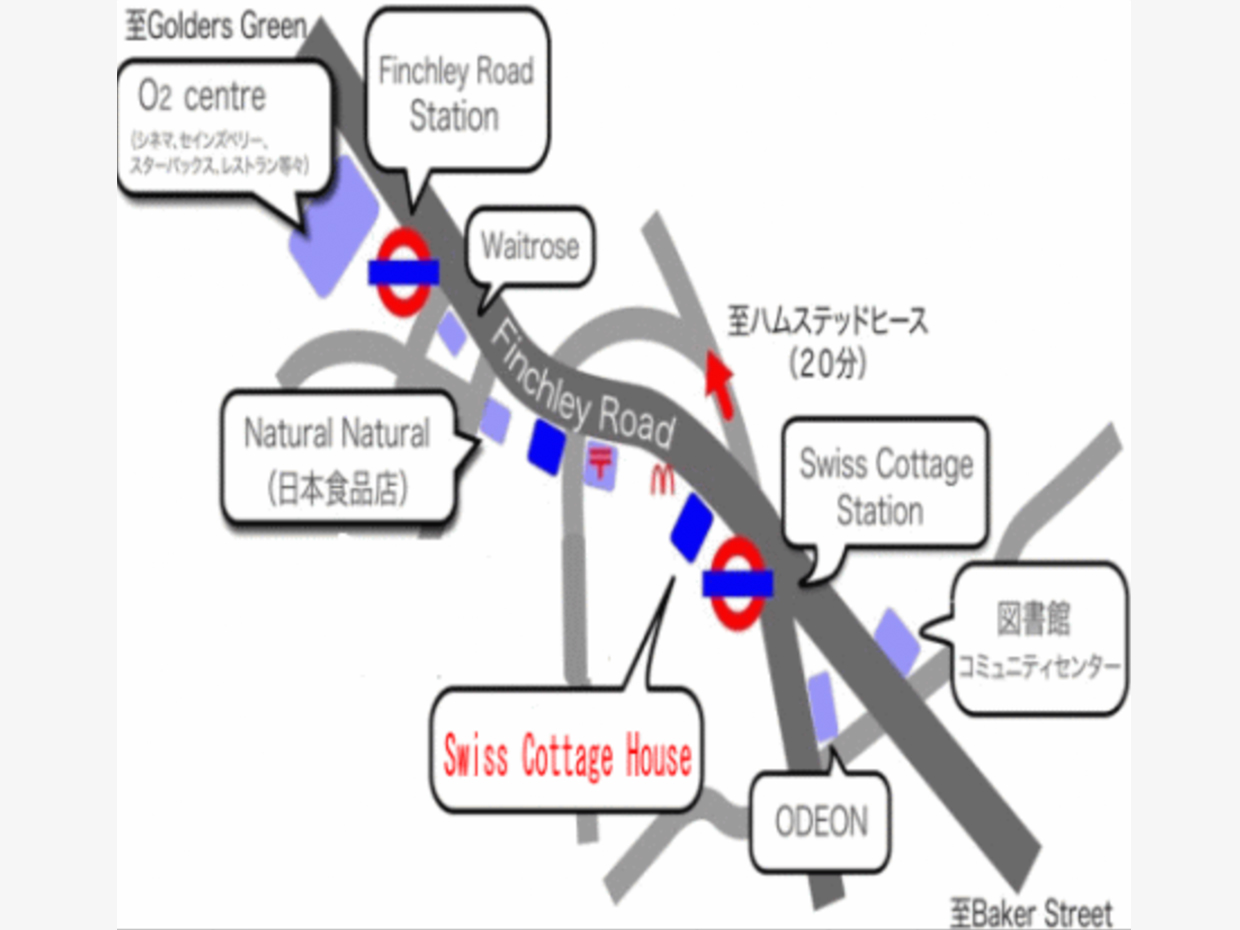 至Golders Green
Finchley Road
Station
O2 centre
(シネマ、セインズベリー、
スターバックス、レストラン等々)
Waitrose
至ハムステッドヒース
(20分)
Finchley Road
Natural Natural
(日本食品店)
〒
m
Swiss Cottage
Station
図書館
コミュニティセンター
Swiss Cottage House
ODEON
至Baker Street